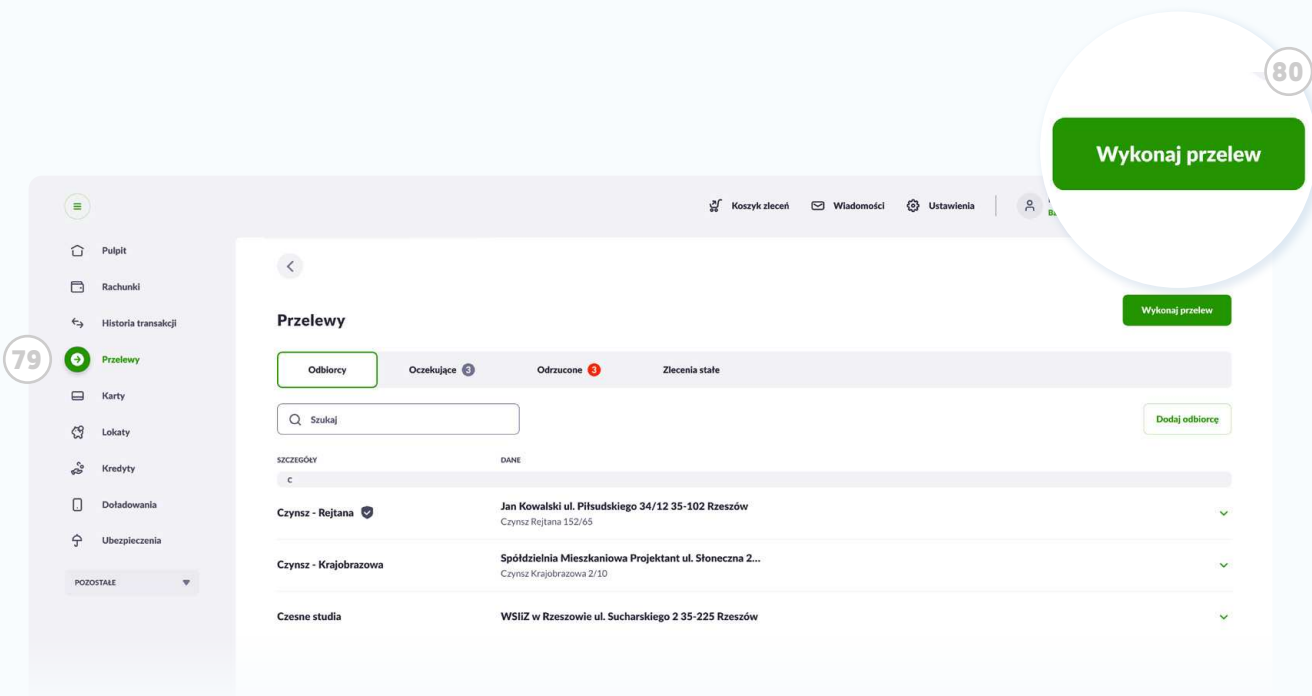 80
Wykonaj przelew
Koszyk zleceń Wiadomości Ustawienia
Pulpit
Rachunki
Historia transakcji
79 Przelewy
Karty
Lokaty
Kredyty
Doładowania
Ubezpieczenia
POZOSTAŁE
Przelewy
Wykonaj przelew
Odbiorcy Oczekujące 3 Odrzucone 3 Zlecenia stałe
Szukaj
Dodaj odbiorcę
SZCZEGÓŁY DANE
C
Czynsz - Rejtana Jan Kowalski ul. Piłsudskiego 34/12 35-102 Rzeszów
Czynsz Rejtana 152/65
Czynsz - Krajobrazowa Spółdzielnia Mieszkaniowa Projektant ul. Słoneczna 2...
Czynsz Krajobrazowa 2/10
Czesne studia WSIiZ w Rzeszowie ul. Sucharskiego 2 35-225 Rzeszów